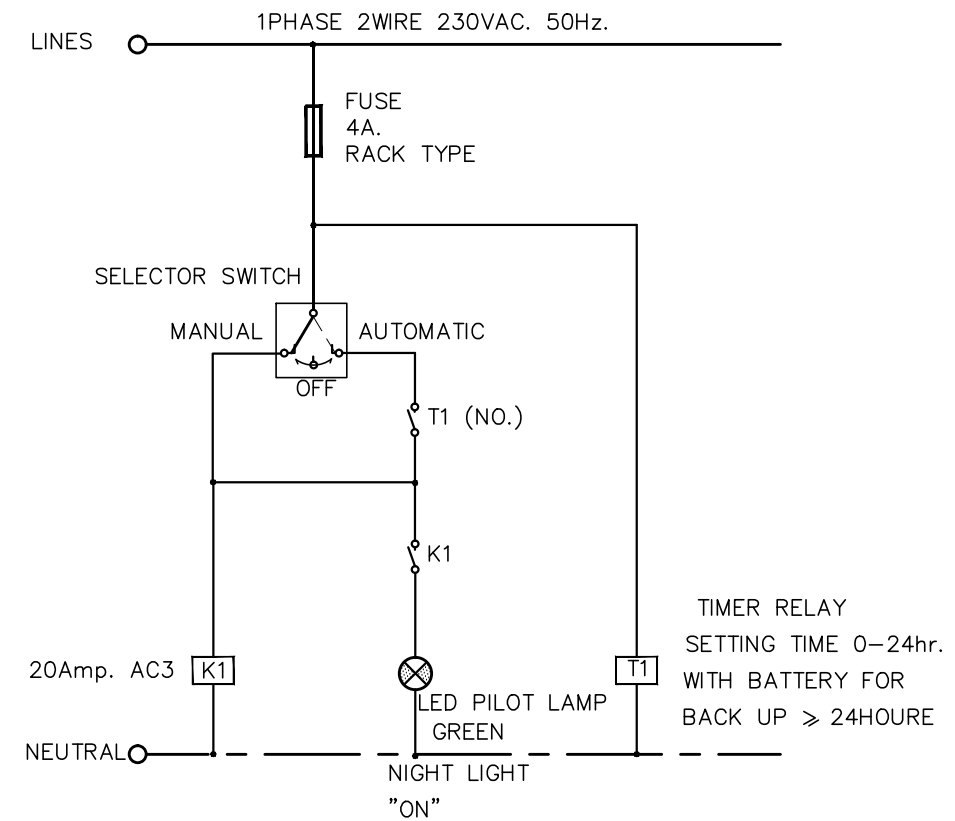 1PHASE 2WIRE 230VAC. 50Hz.
LINES
FUSE
4A.
RACK TYPE
SELECTOR SWITCH
MANUAL
AUTOMATIC
OFF
T1 (NO.)
K1
TIMER RELAY
SETTING TIME 0-24hr.
WITH BATTERY FOR
BACK UP ⩾ 24HOURE
20Amp. AC3
K1
T1
LED PILOT LAMP
GREEN
NEUTRAL
NIGHT LIGHT
"ON"